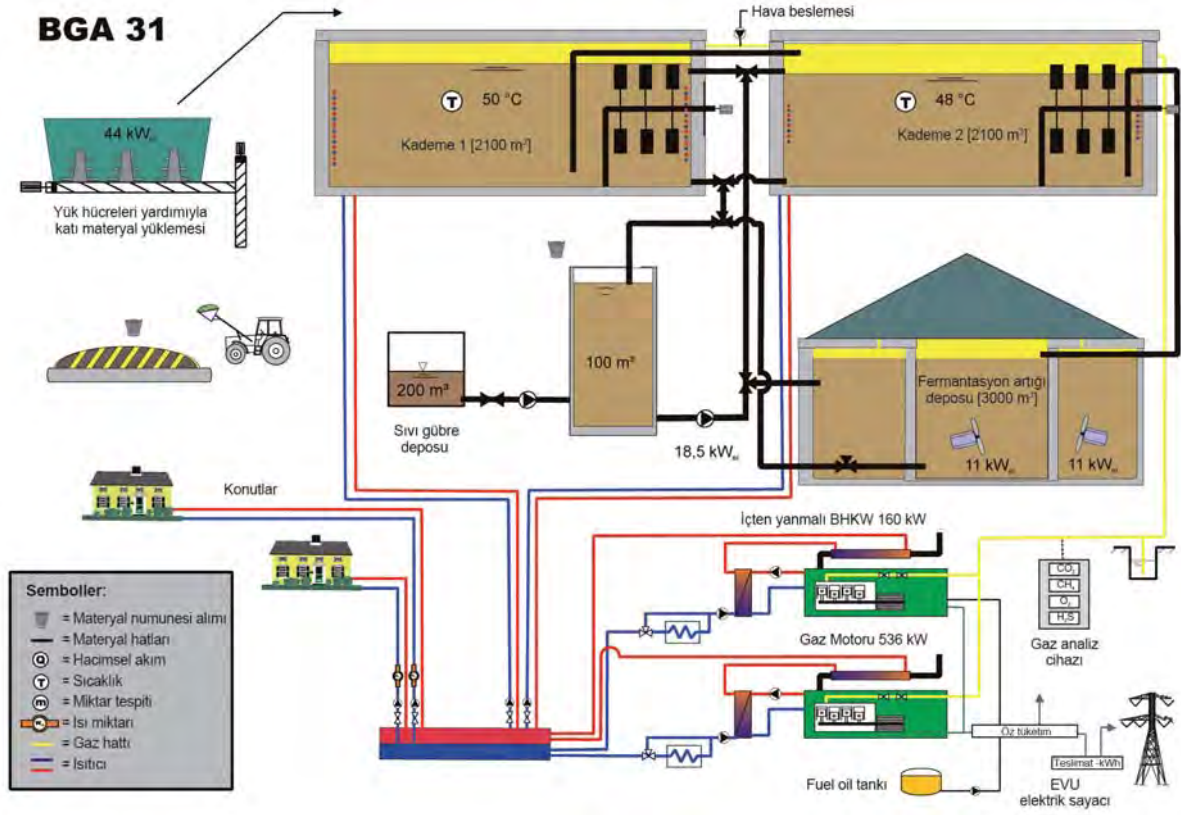 BGA 31
Hava beslemesi
44 kWel
50 °C
Kademe 1 [2100 m³]
48 °C
Kademe 2 [2100 m³]
Yük hücreleri yardımıyla
katı materyal yüklemesi
200 m³
Sıvı gübre
deposu
100 m³
18,5 kWel
Fermantasyon artığı
deposu [3000 m³]
11 kWel
11 kWel
Konutlar
İçten yanmalı BHKW 160 kW
Gaz Motoru 536 kW
CO2
CH4
O2
H2S
Gaz analiz
cihazı
Öz tüketim
Teslimat -kWh
EVU
elektrik sayacı
Fuel oil tankı
Semboller:
= Materyal numunesi alımı
= Materyal hatları
Q = Hacimsel akım
T = Sıcaklık
m = Miktar tespiti
= Isı miktarı
= Gaz hattı
= Isıtıcı